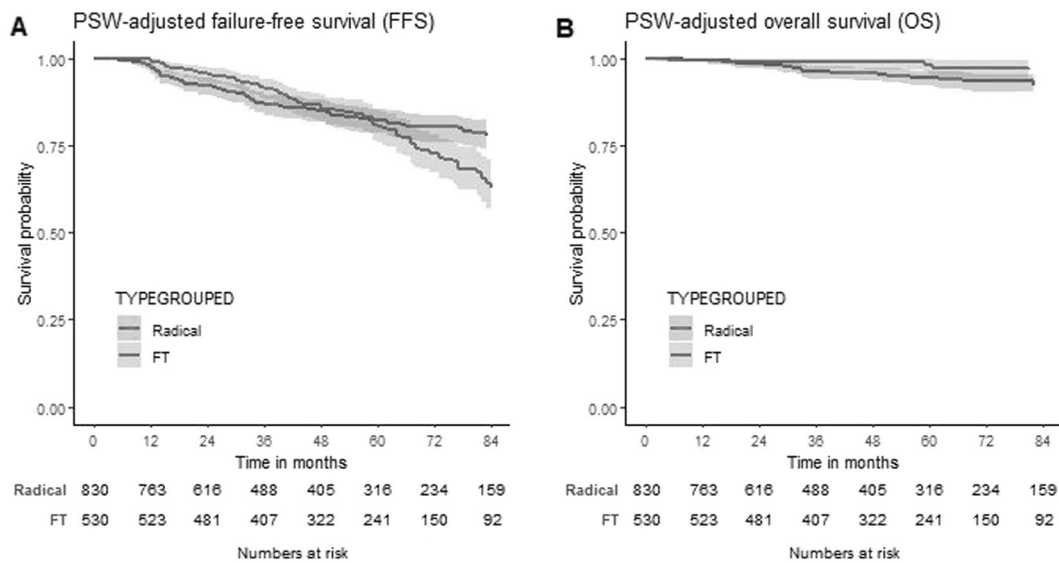 A
PSW-adjusted failure-free survival (FFS)
1.00
0.75
0.50
0.25
0.00
Survival probability
TYPEGROUPED
Radical
FT
0 12 24 36 48 60 72 84
Time in months
Radical 830 763 616 488 405 316 234 159
FT 530 523 481 407 322 241 150 92
Numbers at risk
B
PSW-adjusted overall survival (OS)
1.00
0.75
0.50
0.25
0.00
Survival probability
TYPEGROUPED
Radical
FT
0 12 24 36 48 60 72 84
Time in months
Radical 830 763 616 488 405 316 234 159
FT 530 523 481 407 322 241 150 92
Numbers at risk